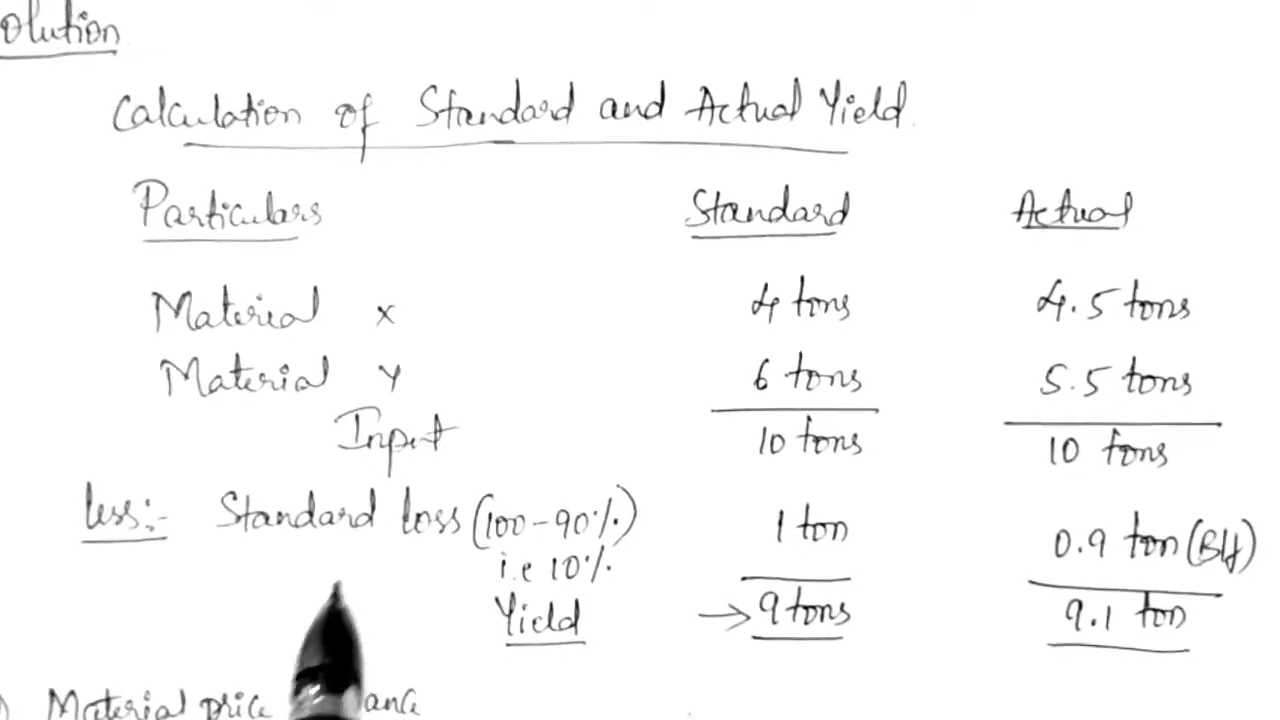 olution
Calculation of Standard and Actual Yield.
Particulars Standard Actual
Material x 4 tons 4.5 tons
Material y 6 tons 5.5 tons
Input 10 tons 10 tons
Less:- Standard loss (100-90%) 1 ton 0.9 ton (B/f)
i.e 10%
Yield → 9 tons 9.1 ton
) Material price ance